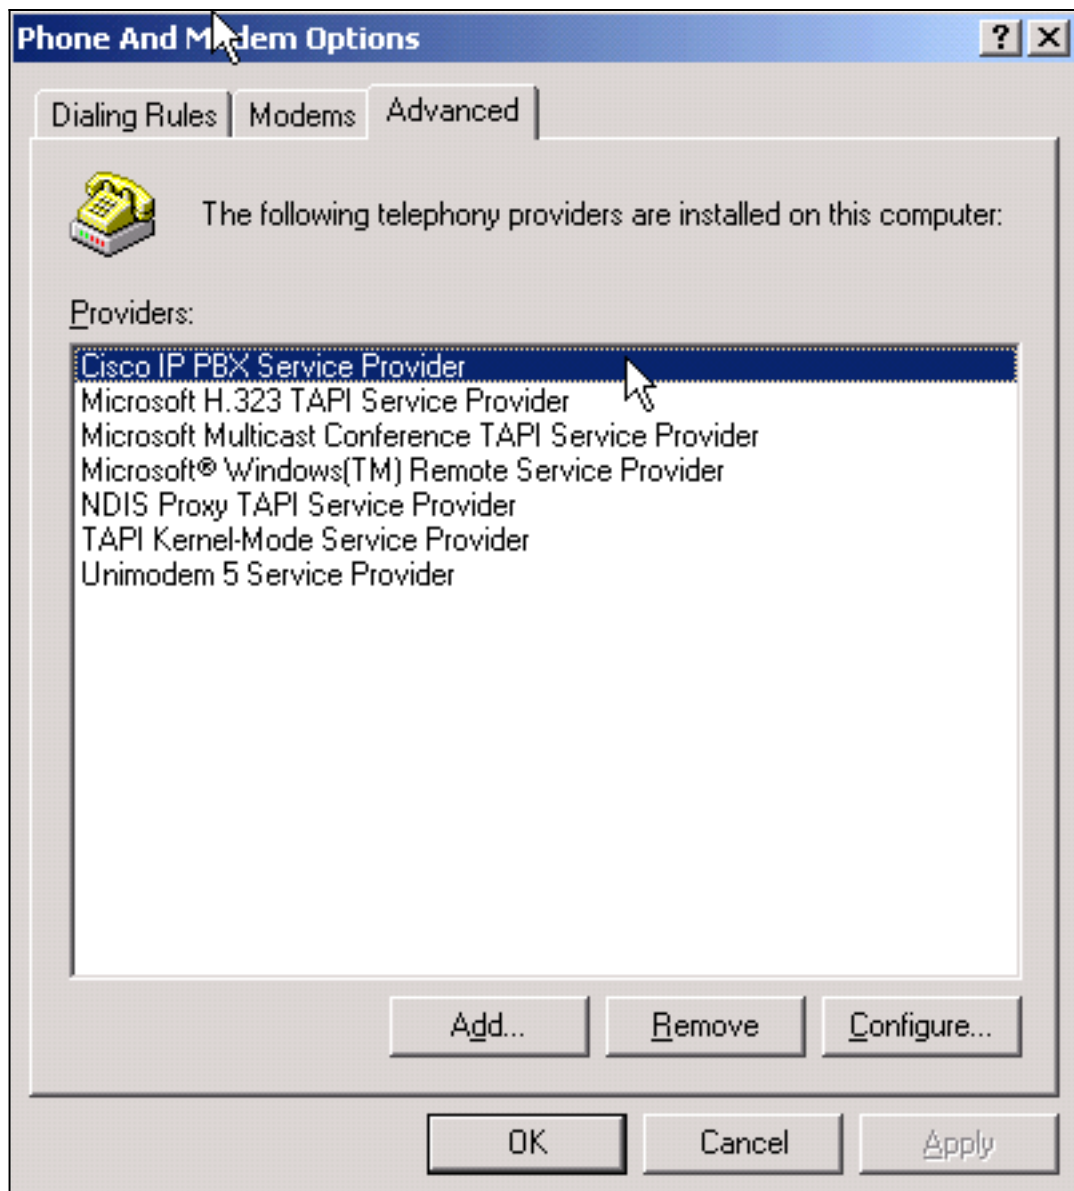 Phone And Modem Options
Dialing Rules
Modems
Advanced
The following telephony providers are installed on this computer:
Providers:
Cisco IP PBX Service Provider
Microsoft H.323 TAPI Service Provider
Microsoft Multicast Conference TAPI Service Provider
Microsoft® Windows(TM) Remote Service Provider
NDIS Proxy TAPI Service Provider
TAPI Kernel-Mode Service Provider
Unimodem 5 Service Provider
Add...
Remove
Configure...
OK
Cancel
Apply